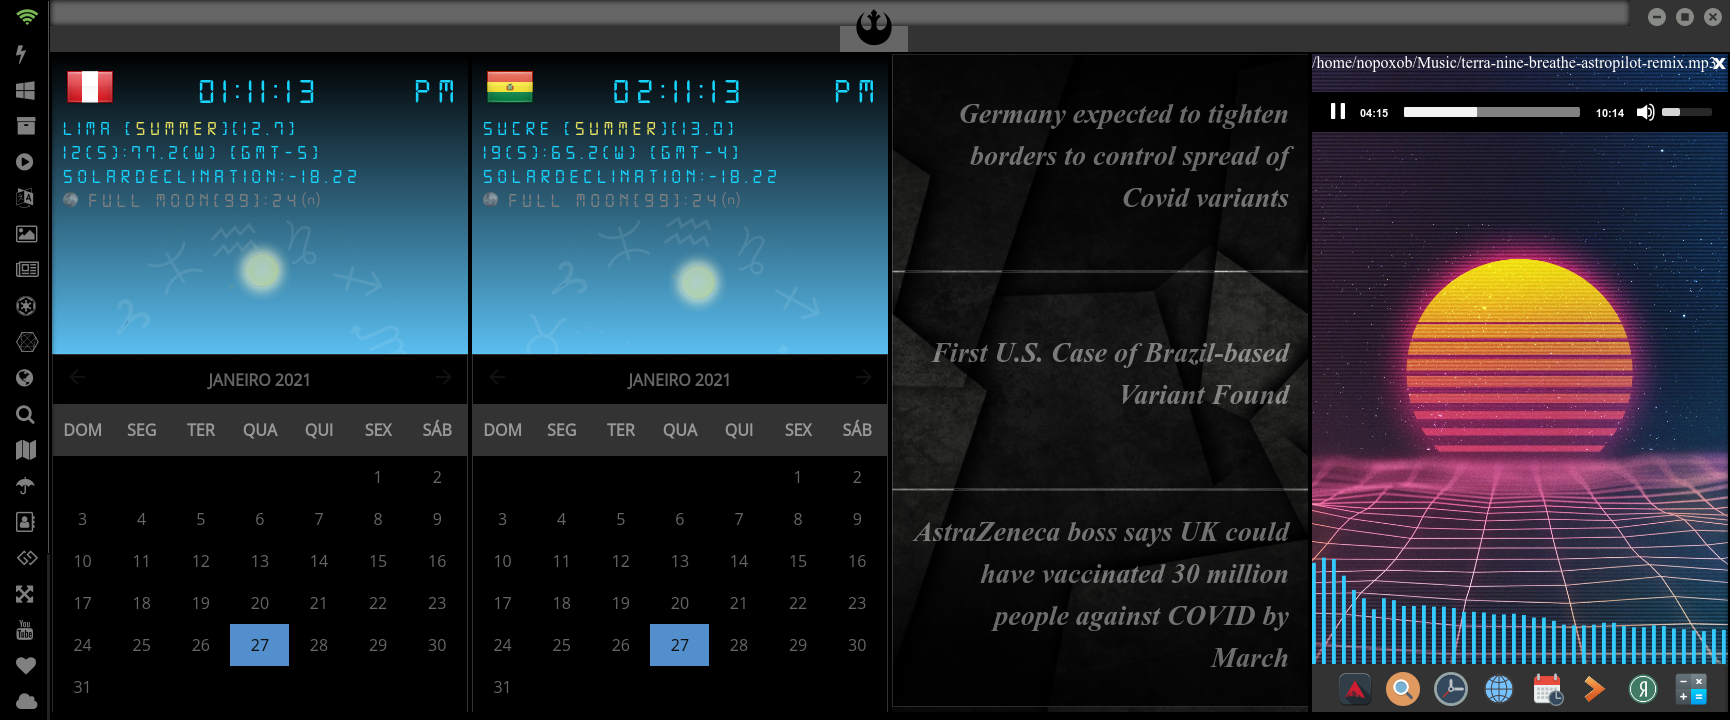 01:11:13 PM
LIMA [SUMMER][12.7]
12(S):77.2(W) [GMT-5]
SOLARDECLINATION:-18.22
FULL MOON[99]:24(n)
JANEIRO 2021
DOM SEG TER QUA QUI SEX SÁB
1 2
3 4 5 6 7 8 9
10 11 12 13 14 15 16
17 18 19 20 21 22 23
24 25 26 27 28 29 30
31
02:11:13 PM
SUCRE [SUMMER][13.0]
19(S):65.2(W) [GMT-4]
SOLARDECLINATION:-18.22
FULL MOON[99]:24(n)
JANEIRO 2021
DOM SEG TER QUA QUI SEX SÁB
1 2
3 4 5 6 7 8 9
10 11 12 13 14 15 16
17 18 19 20 21 22 23
24 25 26 27 28 29 30
31
Germany expected to tighten
borders to control spread of
Covid variants
First U.S. Case of Brazil-based
Variant Found
AstraZeneca boss says UK could
have vaccinated 30 million
people against COVID by
March
/home/nopoxob/Music/terra-nine-breathe-astropilot-remix.mp3
04:15 10:14
You
Tube
Я